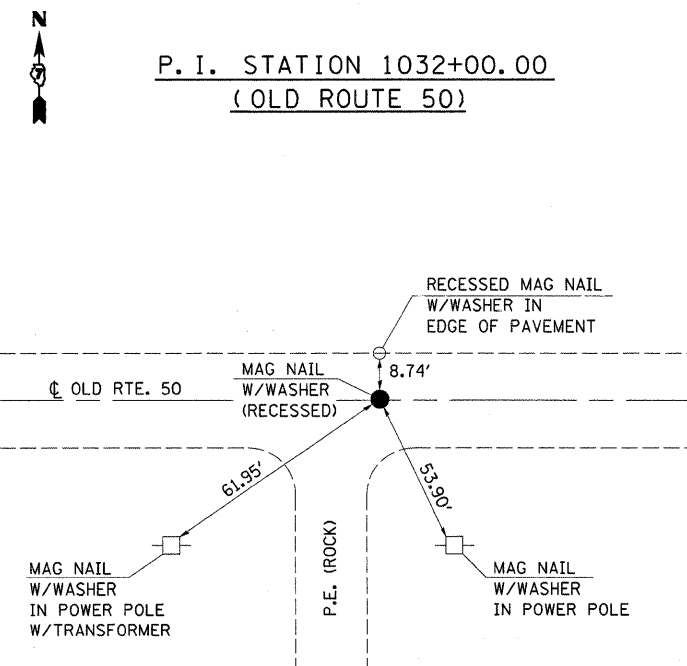 N
7
P. I. STATION 1032+00.00
(OLD ROUTE 50)
RECESSED MAG NAIL
W/WASHER IN
EDGE OF PAVEMENT
MAG NAIL
W/WASHER
(RECESSED)
8.74'
℄ OLD RTE. 50
61.95'
53.90'
P.E. (ROCK)
MAG NAIL
W/WASHER
IN POWER POLE
W/TRANSFORMER
MAG NAIL
W/WASHER
IN POWER POLE